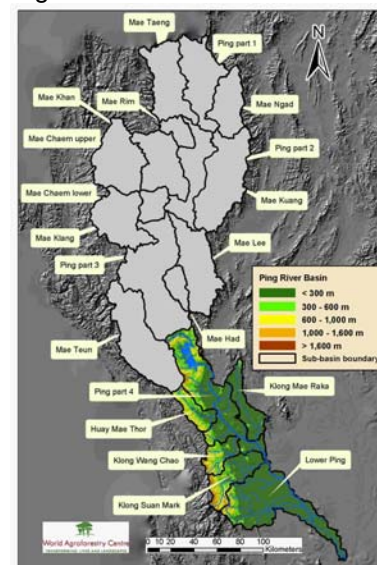 Mae Taeng
Ping part 1
N
Mae Khan
Mae Rim
Mae Ngad
Mae Chaem upper
Ping part 2
Mae Chaem lower
Mae Kuang
Mae Klang
Mae Lee
Ping part 3
Ping River Basin
< 300 m
300 - 600 m
600 - 1,000 m
1,000 - 1,600 m
> 1,600 m
Sub-basin boundary
Mae Had
Mae Teun
Klong Mae Raka
Ping part 4
Huay Mae Thor
Klong Wang Chao
Lower Ping
Klong Suan Mark
World Agroforestry Centre
TRANSFORMING LIVES AND LANDSCAPES
0 10 20 40 60 80 100
Kilometers